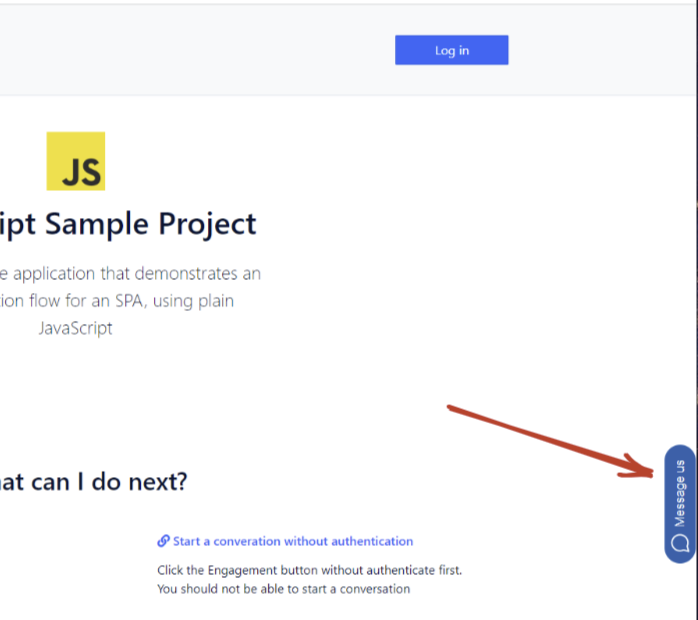 Log in
JS
ipt Sample Project
e application that demonstrates an
ion flow for an SPA, using plain
JavaScript
at can I do next?
Message us
Start a converation without authentication
Click the Engagement button without authenticate first.
You should not be able to start a conversation